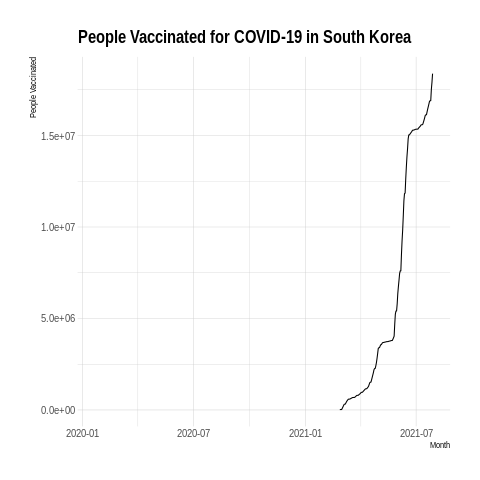 People Vaccinated for COVID-19 in South Korea
People Vaccinated
1.5e+07
1.0e+07
5.0e+06
0.0e+00
2020-01 2020-07 2021-01 2021-07
Month